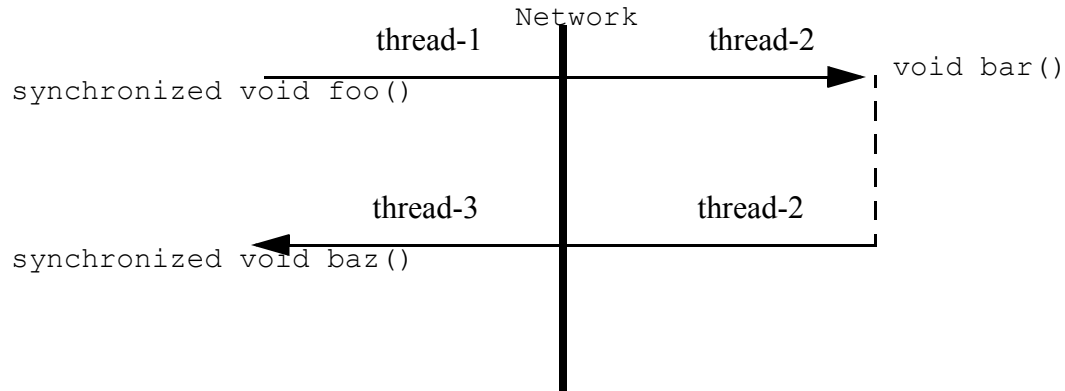 Network
thread-1
thread-2
void bar()
synchronized void foo()
thread-3
thread-2
synchronized void baz()